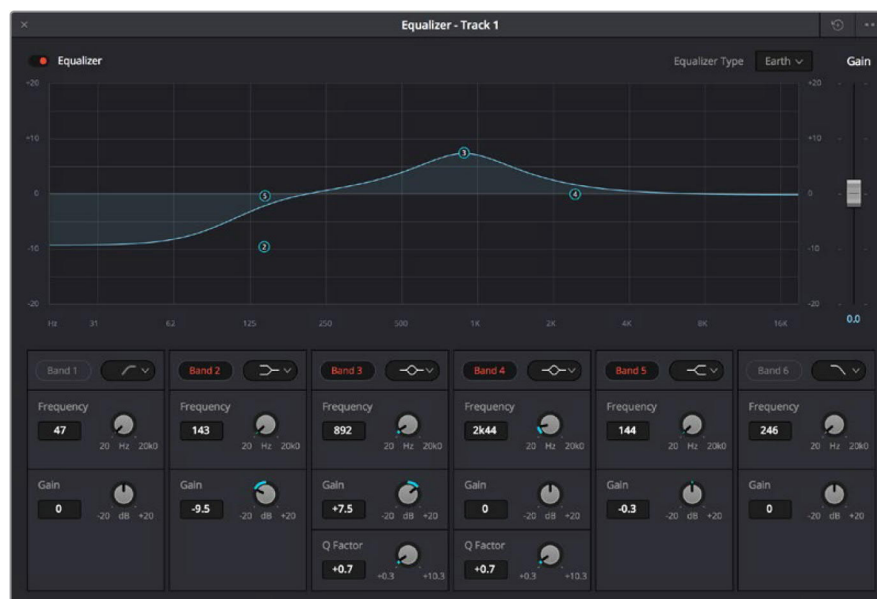 Equalizer - Track 1
Equalizer
Equalizer Type
Earth
Gain
+20
+20
+10
+10
0
0
-10
-10
-20
-20
5
2
3
4
Hz
31
62
125
250
500
1K
2K
4K
8K
16K
0.0
Band 1
Band 2
Band 3
Band 4
Band 5
Band 6
Frequency
Frequency
Frequency
Frequency
Frequency
Frequency
47
143
892
2k44
144
246
20 Hz 20k0
20 Hz 20k0
20 Hz 20k0
20 Hz 20k0
20 Hz 20k0
20 Hz 20k0
Gain
Gain
Gain
Gain
Gain
Gain
0
-9.5
+7.5
0
-0.3
0
-20 dB +20
-20 dB +20
-20 dB +20
-20 dB +20
-20 dB +20
-20 dB +20
Q Factor
Q Factor
+0.7
+0.7
+0.3 +10.3
+0.3 +10.3